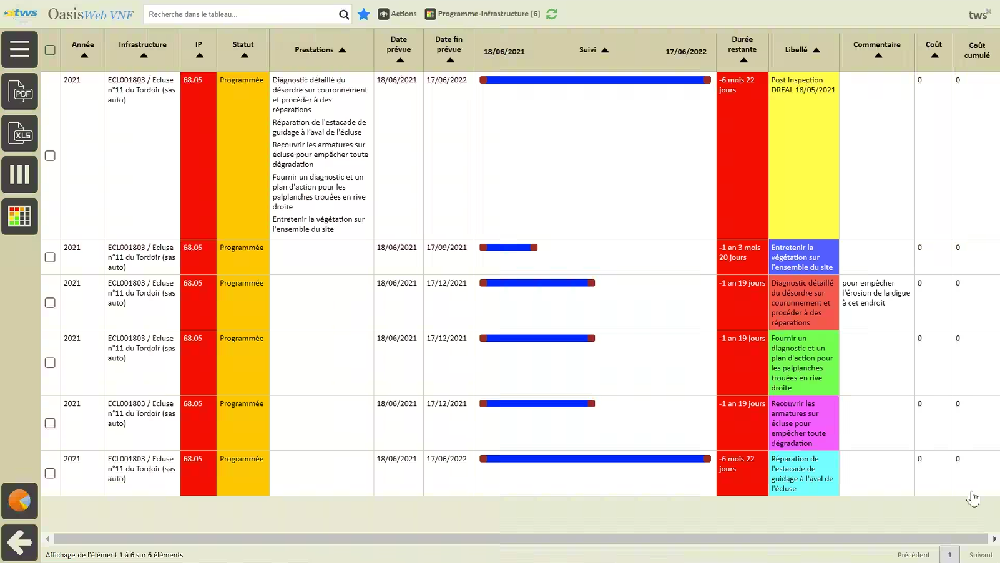 tws OasisWeb VNF Recherche dans le tableau... Actions Programme-Infrastructure [6] tws
Année Infrastructure IP Statut Prestations Date prévue Date fin prévue 18/06/2021 Suivi 17/06/2022 Durée restante Libellé Commentaire Coût Coût cumulé
PDF
XLS
2021 ECL001803 / Ecluse 68.05 Programmée Diagnostic détaillé du 18/06/2021 17/06/2022 -6 mois 22 Post Inspection 0 0
n°11 du Tordoir (sas désordre sur couronnement jours DREAL 18/05/2021
auto) et procéder à des
réparations
Réparation de l'estacade de
guidage à l'aval de l'écluse
Recouvrir les armatures sur
écluse pour empêcher toute
dégradation
Fournir un diagnostic et un
plan d'action pour les
palplanches trouées en rive
droite
Entretenir la végétation sur
l'ensemble du site
2021 ECL001803 / Ecluse 68.05 Programmée 18/06/2021 17/09/2021 -1 an 3 mois Entretenir la 0 0
n°11 du Tordoir (sas 20 jours végétation sur
auto) l'ensemble du site
2021 ECL001803 / Ecluse 68.05 Programmée 18/06/2021 17/12/2021 -1 an 19 jours Diagnostic détaillé pour empêcher 0 0
n°11 du Tordoir (sas du désordre sur l'érosion de la digue
auto) couronnement et à cet endroit
procéder à des
réparations
2021 ECL001803 / Ecluse 68.05 Programmée 18/06/2021 17/12/2021 -1 an 19 jours Fournir un 0 0
n°11 du Tordoir (sas diagnostic et un
auto) plan d'action pour
les palplanches
trouées en rive
droite
2021 ECL001803 / Ecluse 68.05 Programmée 18/06/2021 17/12/2021 -1 an 19 jours Recouvrir les 0 0
n°11 du Tordoir (sas armatures sur
auto) écluse pour
empêcher toute
dégradation
2021 ECL001803 / Ecluse 68.05 Programmée 18/06/2021 17/06/2022 -6 mois 22 Réparation de 0 0
n°11 du Tordoir (sas jours l'estacade de
auto) guidage à l'aval de
l'écluse
Affichage de l'élément 1 à 6 sur 6 éléments Précédent 1 Suivant